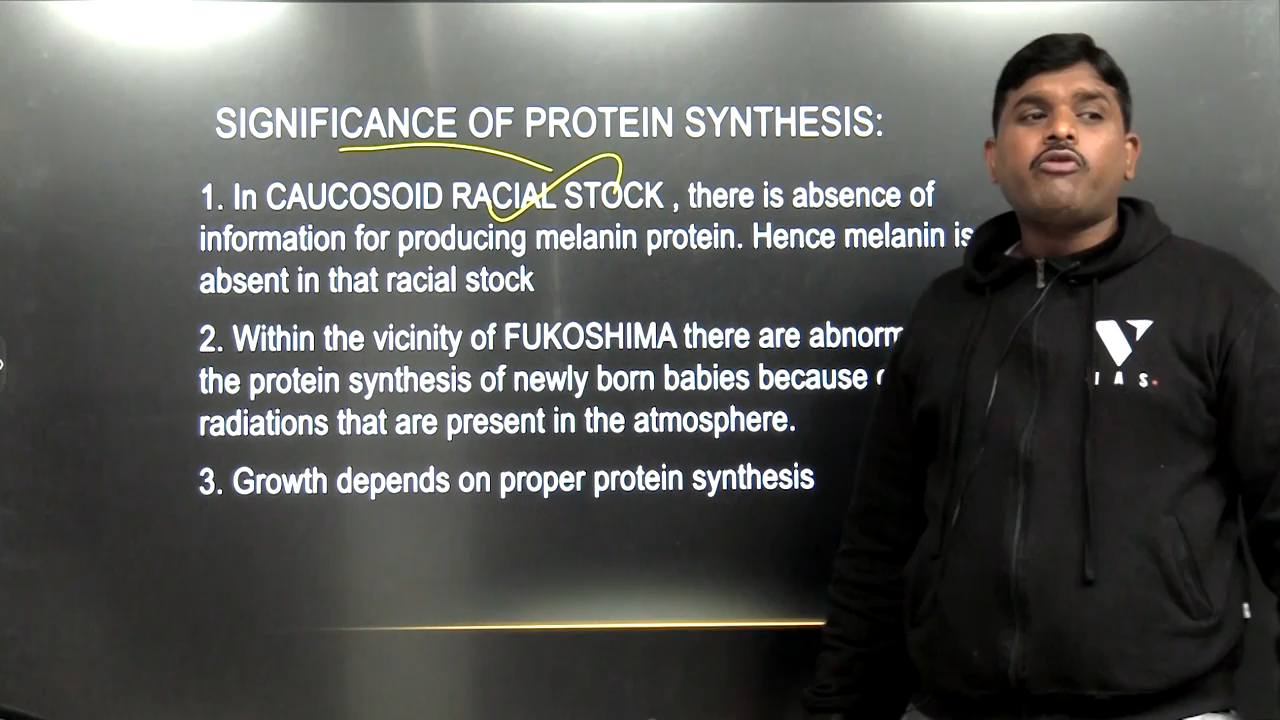 SIGNIFICANCE OF PROTEIN SYNTHESIS:
1. In CAUCOSOID RACIAL STOCK , there is absence of
information for producing melanin protein. Hence melanin is
absent in that racial stock
2. Within the vicinity of FUKOSHIMA there are abnorm
the protein synthesis of newly born babies because
radiations that are present in the atmosphere.
3. Growth depends on proper protein synthesis
IAS